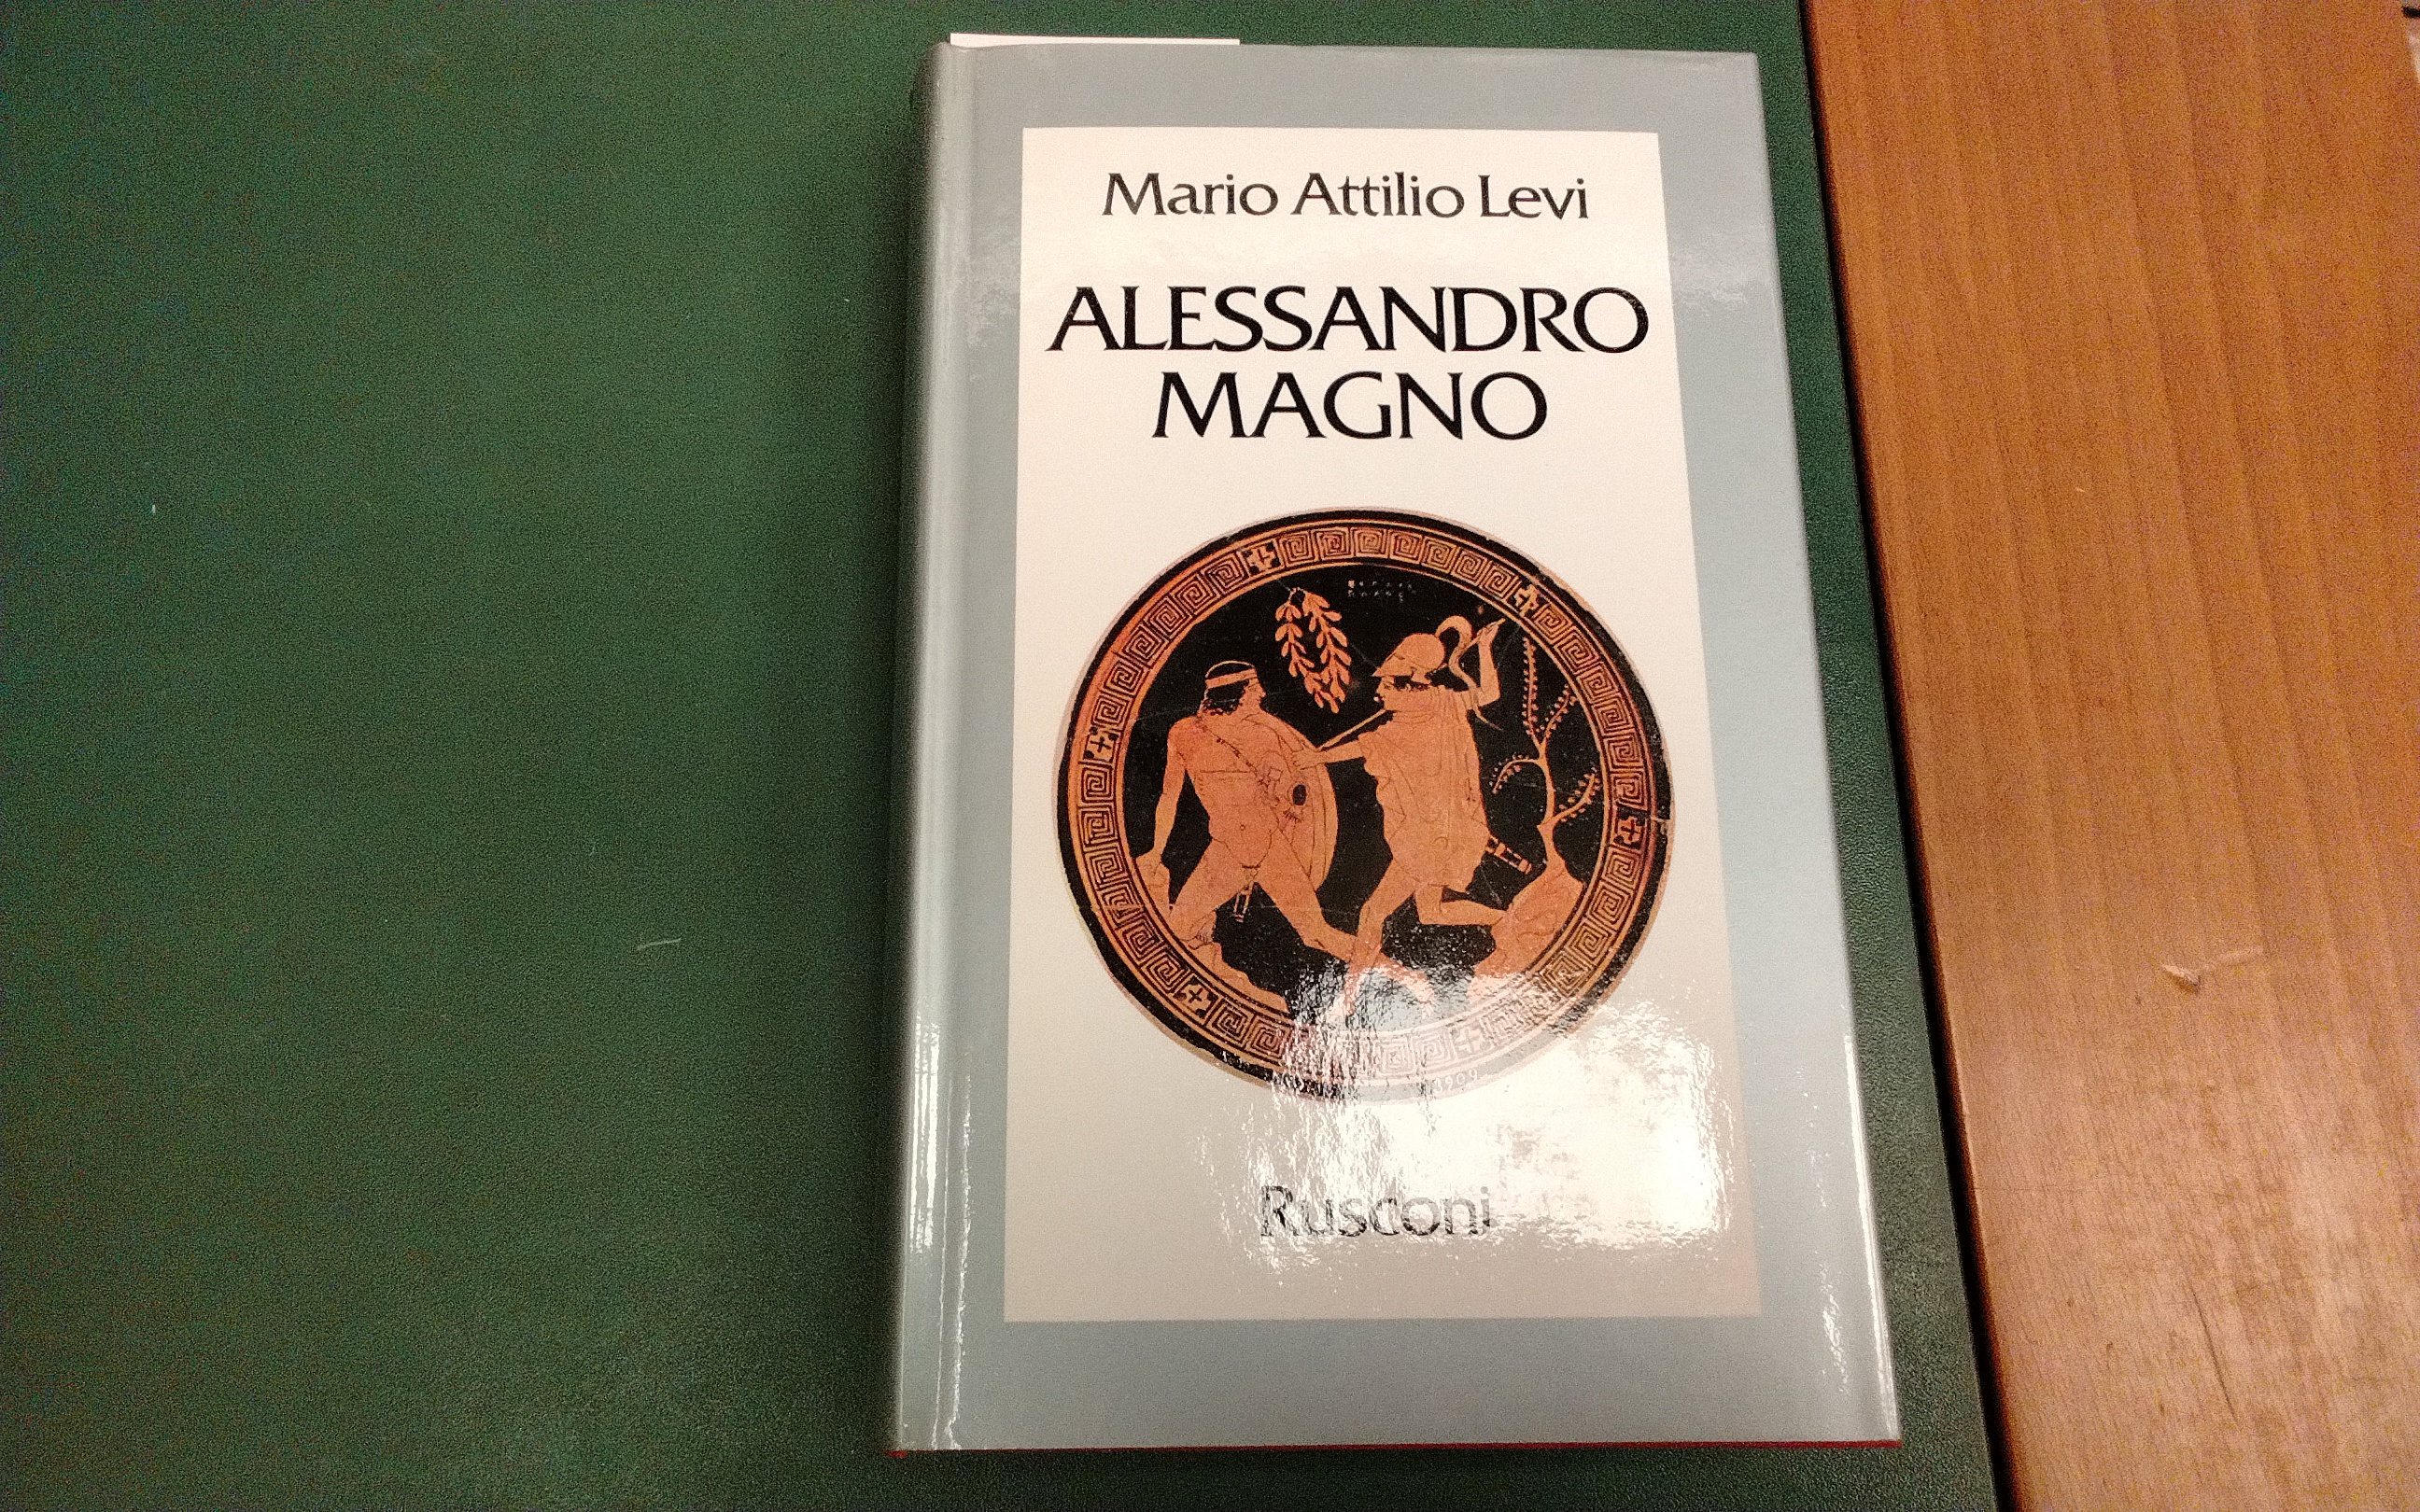 Mario Attilio Levi
ALESSANDRO
MAGNO
Rusconi